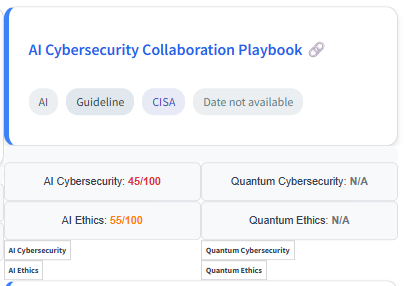 AI Cybersecurity Collaboration Playbook
AI Guideline CISA Date not available
AI Cybersecurity: 45/100 Quantum Cybersecurity: N/A
AI Ethics: 55/100 Quantum Ethics: N/A
AI Cybersecurity Quantum Cybersecurity
AI Ethics Quantum Ethics